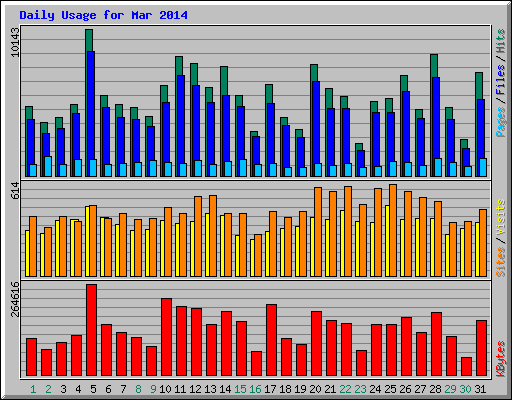 Daily Usage for Mar 2014
10143
Pages / Files / Hits
614
Sites / Visits
264616
KBytes
1 2 3 4 5 6 7 8 9 10 11 12 13 14 15 16 17 18 19 20 21 22 23 24 25 26 27 28 29 30 31